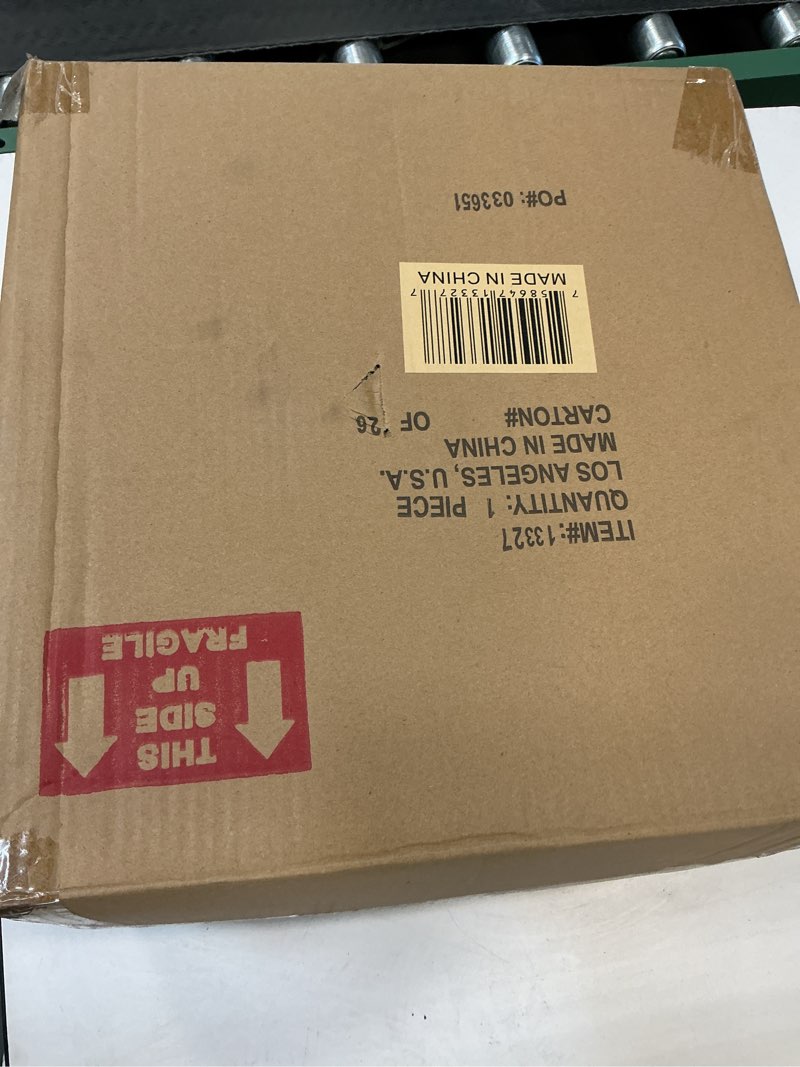 THIS
SIDE
UP
FRAGILE
ITEM#:13327
QUANTITY: 1 PIECE
LOS ANGELES, U.S.A.
MADE IN CHINA
CARTON# OF 26
7 58647 13327 7
MADE IN CHINA
PO#: 033651